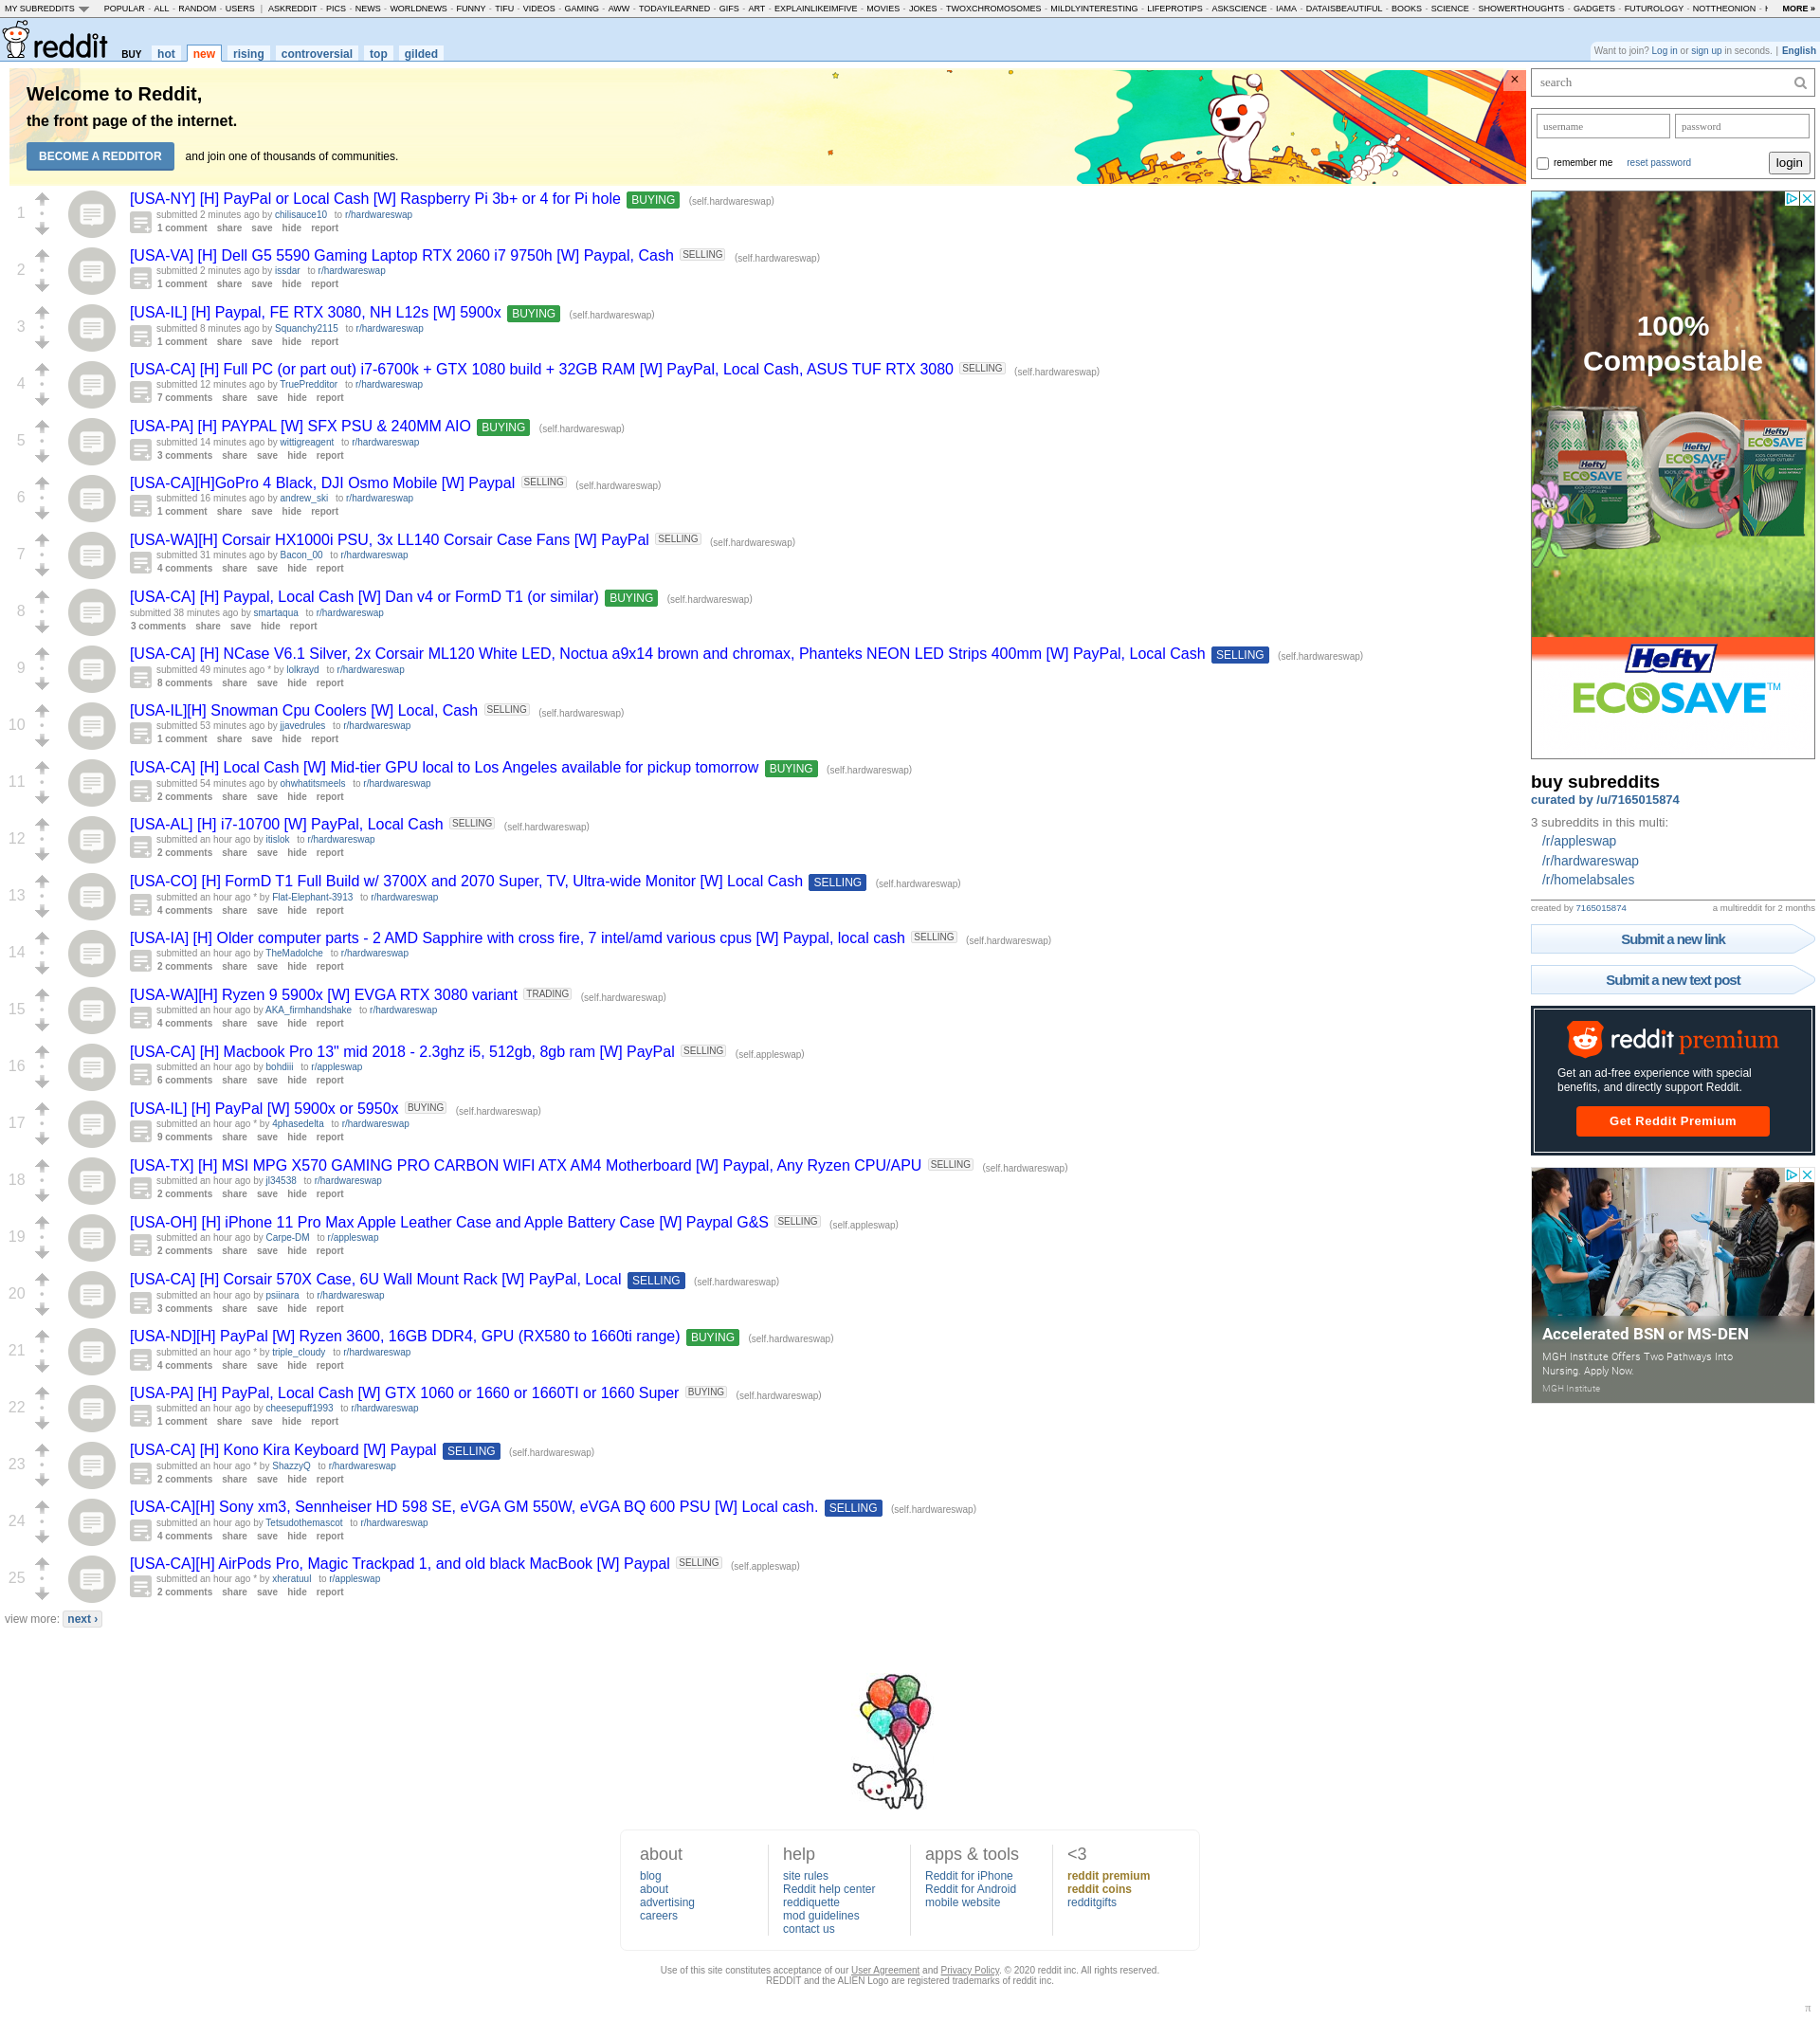 MY SUBREDDITS POPULAR - ALL - RANDOM - USERS | ASKREDDIT - PICS - NEWS - WORLDNEWS - FUNNY - TIFU - VIDEOS - GAMING - AWW - TODAYILEARNED - GIFS - ART - EXPLAINLIKEIMFIVE - MOVIES - JOKES - TWOXCHROMOSOMES - MILDLYINTERESTING - LIFEPROTIPS - ASKSCIENCE - IAMA - DATAISBEAUTIFUL - BOOKS - SCIENCE - SHOWERTHOUGHTS - GADGETS - FUTUROLOGY - NOTTHEONION - MORE »
reddit BUY hot new rising controversial top gilded
Want to join? Log in or sign up in seconds. | English
Welcome to Reddit,
the front page of the internet.
BECOME A REDDITOR and join one of thousands of communities.
×
search
username password
remember me reset password login
1 [USA-NY] [H] PayPal or Local Cash [W] Raspberry Pi 3b+ or 4 for Pi hole BUYING (self.hardwareswap)
submitted 2 minutes ago by chilisauce10 to r/hardwareswap
1 comment share save hide report
2 [USA-VA] [H] Dell G5 5590 Gaming Laptop RTX 2060 i7 9750h [W] Paypal, Cash SELLING (self.hardwareswap)
submitted 2 minutes ago by issdar to r/hardwareswap
1 comment share save hide report
3 [USA-IL] [H] Paypal, FE RTX 3080, NH L12s [W] 5900x BUYING (self.hardwareswap)
submitted 8 minutes ago by Squanchy2115 to r/hardwareswap
1 comment share save hide report
4 [USA-CA] [H] Full PC (or part out) i7-6700k + GTX 1080 build + 32GB RAM [W] PayPal, Local Cash, ASUS TUF RTX 3080 SELLING (self.hardwareswap)
submitted 12 minutes ago by TruePredditor to r/hardwareswap
7 comments share save hide report
5 [USA-PA] [H] PAYPAL [W] SFX PSU & 240MM AIO BUYING (self.hardwareswap)
submitted 14 minutes ago by wittigreagent to r/hardwareswap
3 comments share save hide report
6 [USA-CA][H]GoPro 4 Black, DJI Osmo Mobile [W] Paypal SELLING (self.hardwareswap)
submitted 16 minutes ago by andrew_ski to r/hardwareswap
1 comment share save hide report
7 [USA-WA][H] Corsair HX1000i PSU, 3x LL140 Corsair Case Fans [W] PayPal SELLING (self.hardwareswap)
submitted 31 minutes ago by Bacon_00 to r/hardwareswap
4 comments share save hide report
8 [USA-CA] [H] Paypal, Local Cash [W] Dan v4 or FormD T1 (or similar) BUYING (self.hardwareswap)
submitted 38 minutes ago by smartaqua to r/hardwareswap
3 comments share save hide report
9 [USA-CA] [H] NCase V6.1 Silver, 2x Corsair ML120 White LED, Noctua a9x14 brown and chromax, Phanteks NEON LED Strips 400mm [W] PayPal, Local Cash SELLING (self.hardwareswap)
submitted 49 minutes ago * by lolkrayd to r/hardwareswap
8 comments share save hide report
10 [USA-IL][H] Snowman Cpu Coolers [W] Local, Cash SELLING (self.hardwareswap)
submitted 53 minutes ago by jjavedrules to r/hardwareswap
1 comment share save hide report
11 [USA-CA] [H] Local Cash [W] Mid-tier GPU local to Los Angeles available for pickup tomorrow BUYING (self.hardwareswap)
submitted 54 minutes ago by ohwhatitsmeels to r/hardwareswap
2 comments share save hide report
12 [USA-AL] [H] i7-10700 [W] PayPal, Local Cash SELLING (self.hardwareswap)
submitted an hour ago by itislok to r/hardwareswap
2 comments share save hide report
13 [USA-CO] [H] FormD T1 Full Build w/ 3700X and 2070 Super, TV, Ultra-wide Monitor [W] Local Cash SELLING (self.hardwareswap)
submitted an hour ago * by Flat-Elephant-3913 to r/hardwareswap
4 comments share save hide report
14 [USA-IA] [H] Older computer parts - 2 AMD Sapphire with cross fire, 7 intel/amd various cpus [W] Paypal, local cash SELLING (self.hardwareswap)
submitted an hour ago by TheMadolche to r/hardwareswap
2 comments share save hide report
15 [USA-WA][H] Ryzen 9 5900x [W] EVGA RTX 3080 variant TRADING (self.hardwareswap)
submitted an hour ago by AKA_firmhandshake to r/hardwareswap
4 comments share save hide report
16 [USA-CA] [H] Macbook Pro 13" mid 2018 - 2.3ghz i5, 512gb, 8gb ram [W] PayPal SELLING (self.appleswap)
submitted an hour ago by bohdiii to r/appleswap
6 comments share save hide report
17 [USA-IL] [H] PayPal [W] 5900x or 5950x BUYING (self.hardwareswap)
submitted an hour ago * by 4phasedelta to r/hardwareswap
9 comments share save hide report
18 [USA-TX] [H] MSI MPG X570 GAMING PRO CARBON WIFI ATX AM4 Motherboard [W] Paypal, Any Ryzen CPU/APU SELLING (self.hardwareswap)
submitted an hour ago by jl34538 to r/hardwareswap
2 comments share save hide report
19 [USA-OH] [H] iPhone 11 Pro Max Apple Leather Case and Apple Battery Case [W] Paypal G&S SELLING (self.appleswap)
submitted an hour ago by Carpe-DM to r/appleswap
2 comments share save hide report
20 [USA-CA] [H] Corsair 570X Case, 6U Wall Mount Rack [W] PayPal, Local SELLING (self.hardwareswap)
submitted an hour ago by psiinara to r/hardwareswap
3 comments share save hide report
21 [USA-ND][H] PayPal [W] Ryzen 3600, 16GB DDR4, GPU (RX580 to 1660ti range) BUYING (self.hardwareswap)
submitted an hour ago * by triple_cloudy to r/hardwareswap
4 comments share save hide report
22 [USA-PA] [H] PayPal, Local Cash [W] GTX 1060 or 1660 or 1660TI or 1660 Super BUYING (self.hardwareswap)
submitted an hour ago by cheesepuff1993 to r/hardwareswap
1 comment share save hide report
23 [USA-CA] [H] Kono Kira Keyboard [W] Paypal SELLING (self.hardwareswap)
submitted an hour ago * by ShazzyQ to r/hardwareswap
2 comments share save hide report
24 [USA-CA][H] Sony xm3, Sennheiser HD 598 SE, eVGA GM 550W, eVGA BQ 600 PSU [W] Local cash. SELLING (self.hardwareswap)
submitted an hour ago by Tetsudothemascot to r/hardwareswap
4 comments share save hide report
25 [USA-CA][H] AirPods Pro, Magic Trackpad 1, and old black MacBook [W] Paypal SELLING (self.appleswap)
submitted an hour ago * by xheratuul to r/appleswap
2 comments share save hide report
view more: next ›
100%
Compostable
Hefty
ECOSAVE
Hefty
ECOSAVE
Hefty
ECOSAVE
Hefty
ECOSAVE™
buy subreddits
curated by /u/7165015874
3 subreddits in this multi:
/r/appleswap
/r/hardwareswap
/r/homelabsales
created by 7165015874 a multireddit for 2 months
Submit a new link
Submit a new text post
reddit premium
Get an ad-free experience with special
benefits, and directly support Reddit.
Get Reddit Premium
Accelerated BSN or MS-DEN
MGH Institute Offers Two Pathways Into
Nursing. Apply Now.
MGH Institute
about
blog
about
advertising
careers
help
site rules
Reddit help center
reddiquette
mod guidelines
contact us
apps & tools
Reddit for iPhone
Reddit for Android
mobile website
<3
reddit premium
reddit coins
redditgifts
Use of this site constitutes acceptance of our User Agreement and Privacy Policy. © 2020 reddit inc. All rights reserved.
REDDIT and the ALIEN Logo are registered trademarks of reddit inc.
π